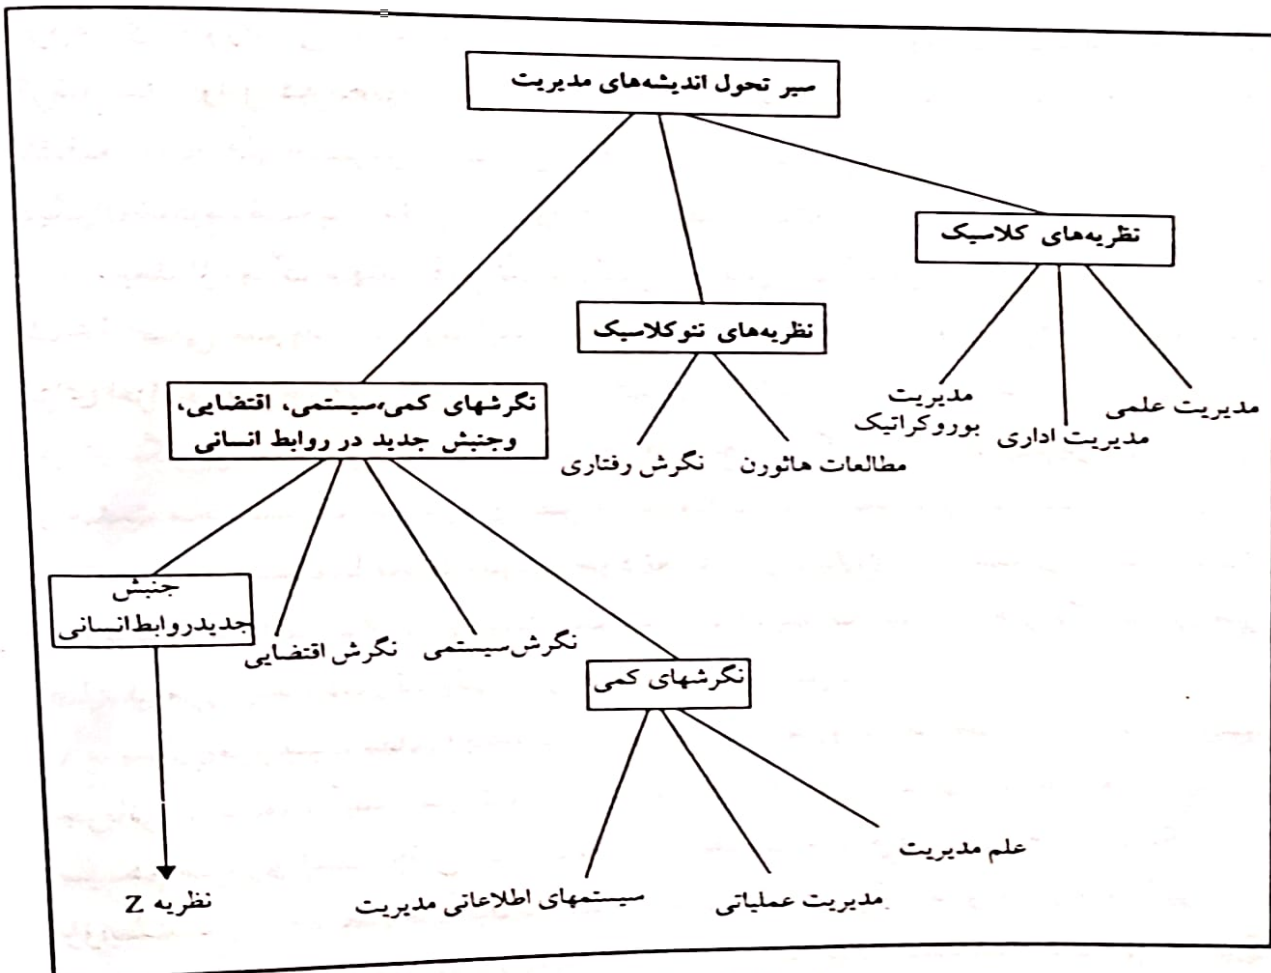 سیر تحول اندیشه‌های مدیریت
نظریه‌های کلاسیک
نظریه‌های نئوکلاسیک
نگرشهای کمی،سیستمی، اقتضایی،
وجنبش جدید در روابط انسانی
مدیریت علمی
مدیریت اداری
مدیریت
بوروکراتیک
مطالعات هاثورن
نگرش رفتاری
جنبش
جدیدروابط‌انسانی
نگرش اقتضایی
نگرش‌سیستمی
نگرشهای کمی
علم مدیریت
مدیریت عملیاتی
سیستمهای اطلاعاتی مدیریت
نظریه Z